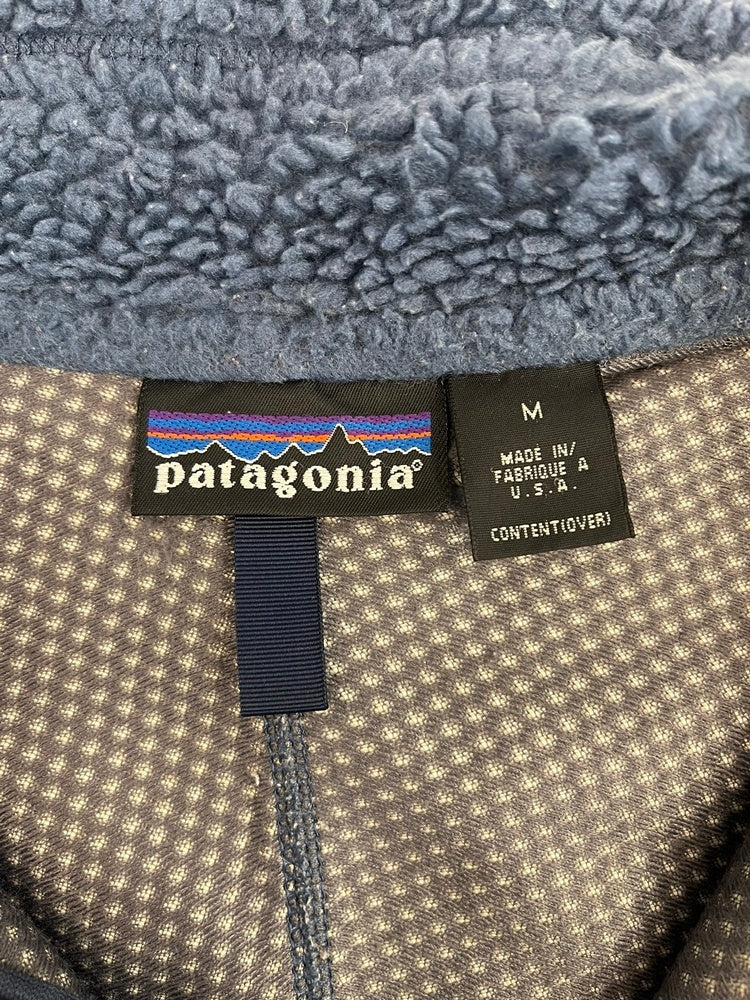 patagonia®
M
MADE IN/
FABRIQUE A
U.S.A.
CONTENT(OVER)